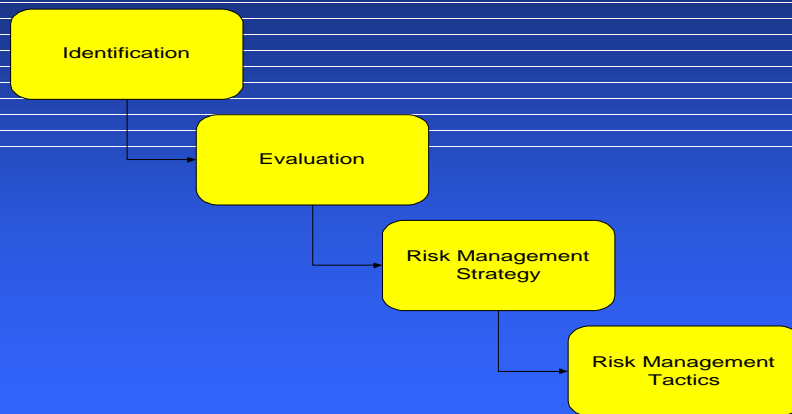 Identification
Evaluation
Risk Management
Strategy
Risk Management
Tactics